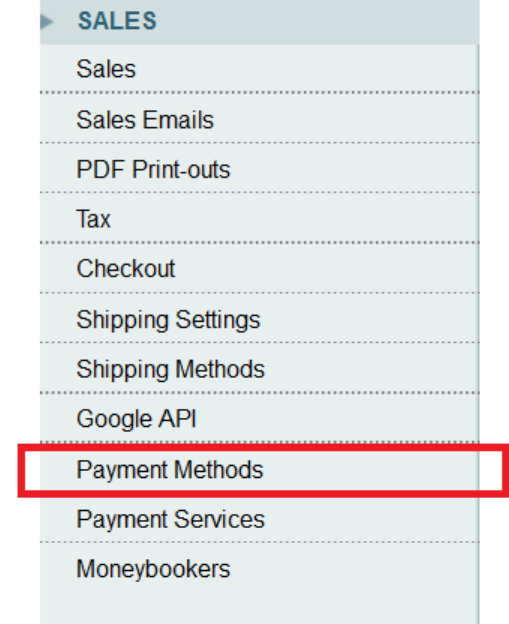 SALES
Sales
Sales Emails
PDF Print-outs
Tax
Checkout
Shipping Settings
Shipping Methods
Google API
Payment Methods
Payment Services
Moneybookers